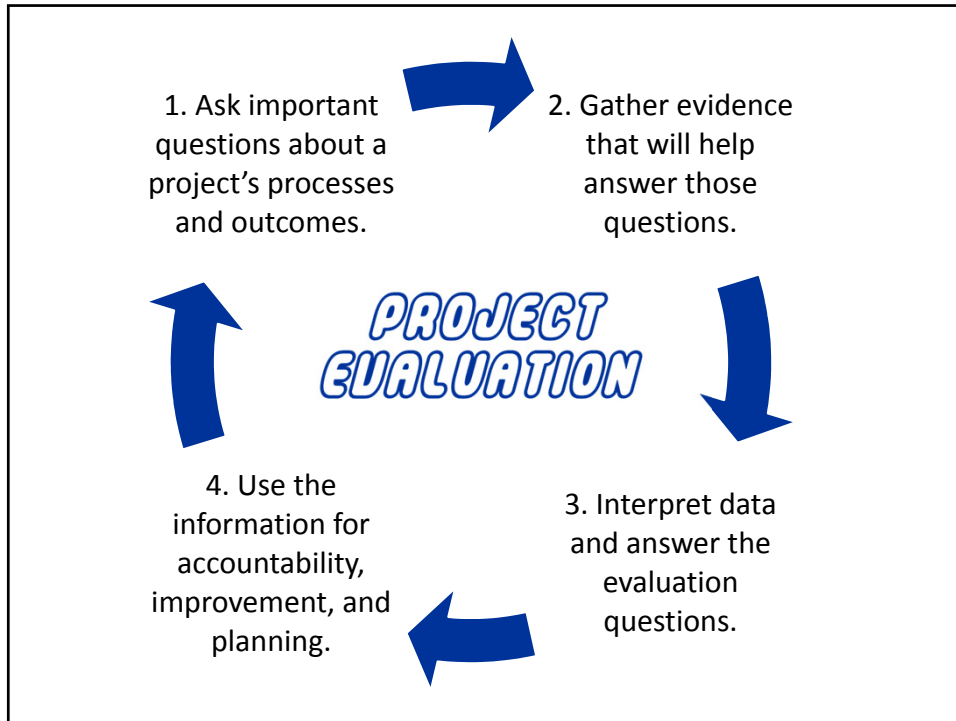 1. Ask important
questions about a
project’s processes
and outcomes.
2. Gather evidence
that will help
answer those
questions.
PROJECT
EVALUATION
3. Interpret data
and answer the
evaluation
questions.
4. Use the
information for
accountability,
improvement, and
planning.